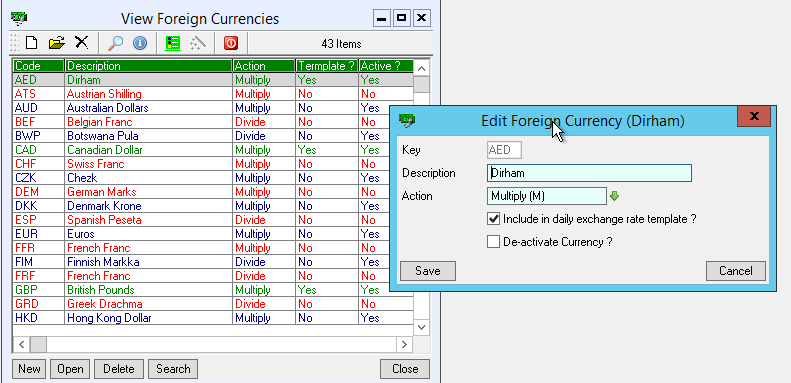 View Foreign Currencies
43 Items
Code Description Action Template ? Active ?
AED Dirham Multiply Yes Yes
ATS Austrian Shilling Multiply No No
AUD Australian Dollars Multiply No Yes
BEF Belgian Franc Divide No No
BWP Botswana Pula Divide No Yes
CAD Canadian Dollar Multiply Yes Yes
CHF Swiss Franc Multiply No No
CZK Chezk Multiply No Yes
DEM German Marks Multiply No No
DKK Denmark Krone Multiply No Yes
ESP Spanish Peseta Divide No No
EUR Euros Multiply No Yes
FFR French Franc Multiply No No
FIM Finnish Markka Divide No Yes
FRF French Franc Divide No No
GBP British Pounds Multiply Yes Yes
GRD Greek Drachma Divide No No
HKD Hong Kong Dollar Multiply No Yes
New Open Delete Search Close
Edit Foreign Currency (Dirham)
Key AED
Description Dirham
Action Multiply (M)
Include in daily exchange rate template ?
De-activate Currency ?
Save Cancel